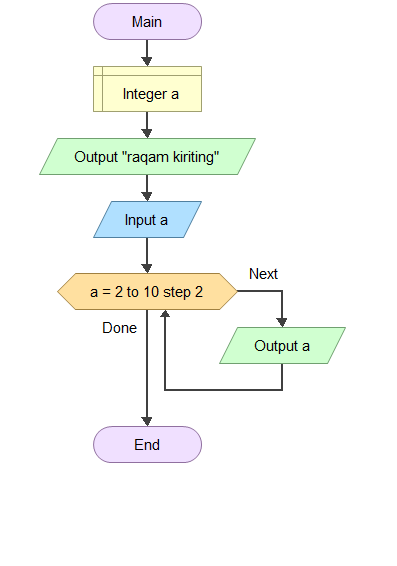 Main
Integer a
Output "raqam kiriting"
Input a
a = 2 to 10 step 2
Next
Done
Output a
End